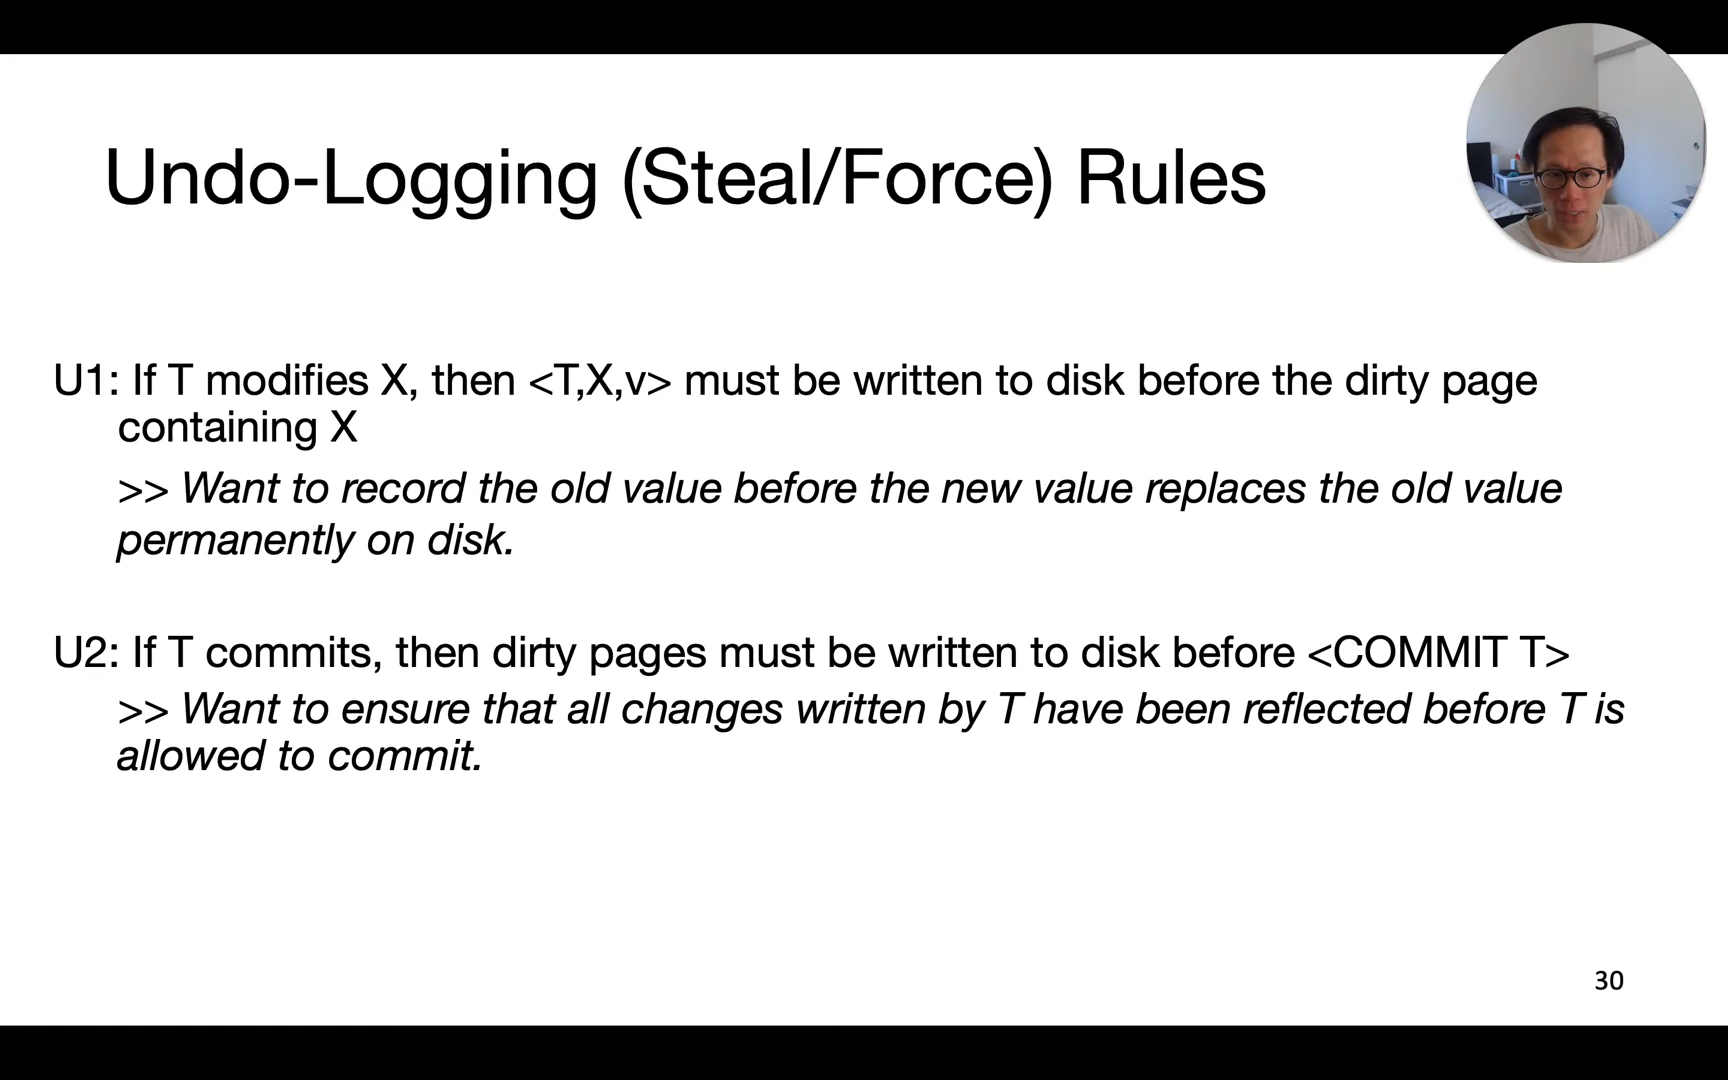 Undo-Logging (Steal/Force) Rules
U1: If T modifies X, then <T,X,v> must be written to disk before the dirty page
containing X
>> Want to record the old value before the new value replaces the old value
permanently on disk.
U2: If T commits, then dirty pages must be written to disk before <COMMIT T>
>> Want to ensure that all changes written by T have been reflected before T is
allowed to commit.
30